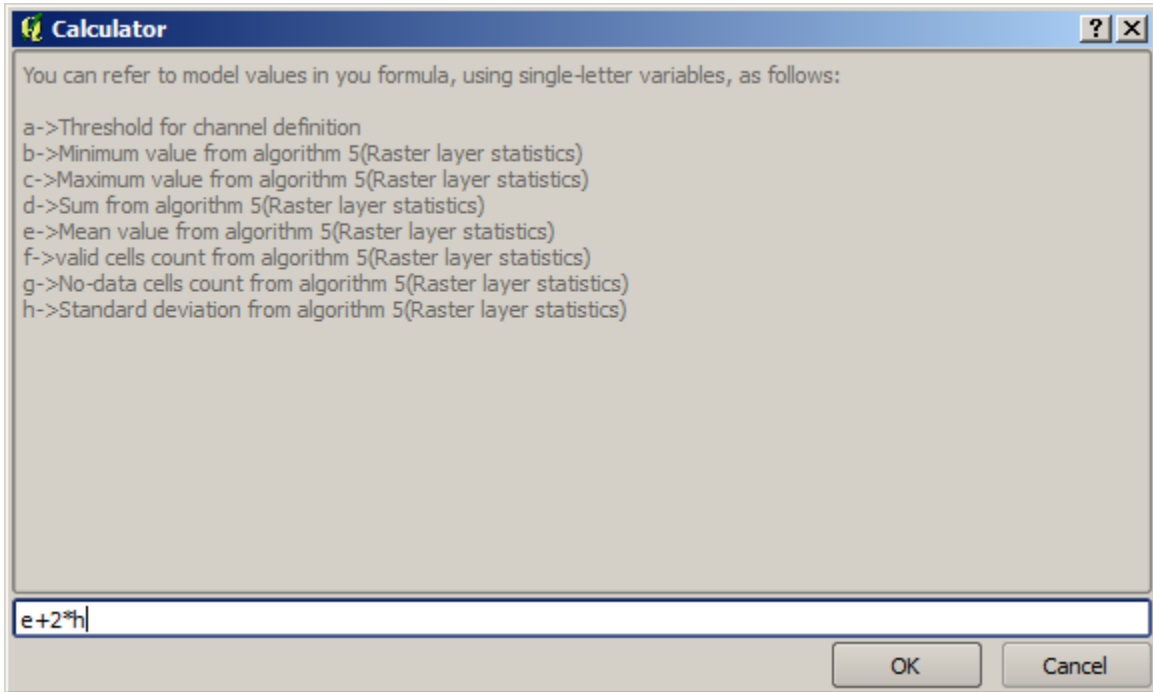 Calculator
You can refer to model values in you formula, using single-letter variables, as follows:
a->Threshold for channel definition
b->Minimum value from algorithm 5(Raster layer statistics)
c->Maximum value from algorithm 5(Raster layer statistics)
d->Sum from algorithm 5(Raster layer statistics)
e->Mean value from algorithm 5(Raster layer statistics)
f->valid cells count from algorithm 5(Raster layer statistics)
g->No-data cells count from algorithm 5(Raster layer statistics)
h->Standard deviation from algorithm 5(Raster layer statistics)
e+2*h
OK Cancel